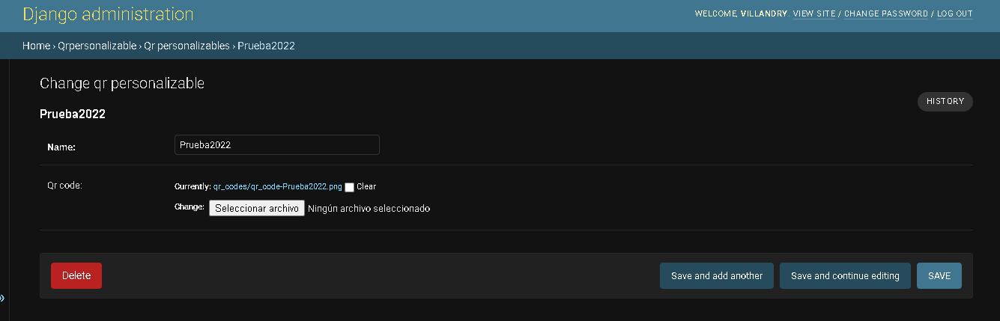 Django administration
WELCOME, VILLANDRY. VIEW SITE / CHANGE PASSWORD / LOG OUT
Home › Qrpersonalizable › Qr personalizables › Prueba2022
Change qr personalizable
HISTORY
Prueba2022
Name: Prueba2022
Qr code: Currently: qr_codes/qr_code-Prueba2022.png Clear
Change: Seleccionar archivo Ningún archivo seleccionado
Delete Save and add another Save and continue editing SAVE
»